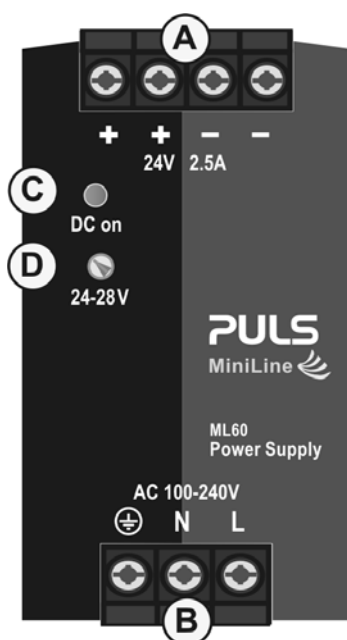 A
+ + − −
24V 2.5A
C
DC on
D
24-28V
PULS
MiniLine
ML60
Power Supply
AC 100-240V
N L
B